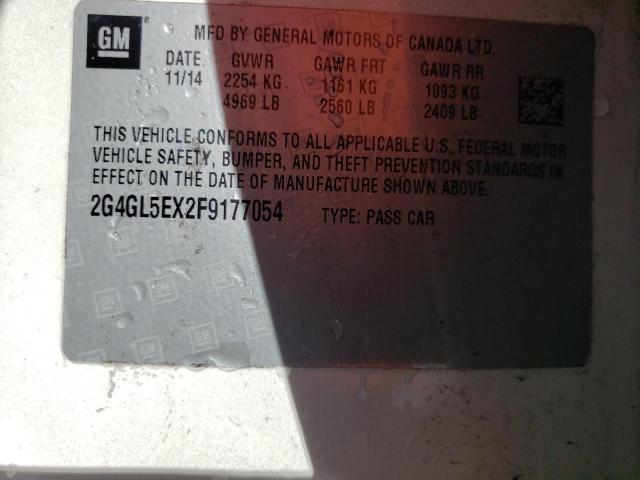 GM
MFD BY GENERAL MOTORS OF CANADA LTD.
DATE GVWR GAWR FRT GAWR RR
11/14 2254 KG 1161 KG 1093 KG
4969 LB 2560 LB 2409 LB
THIS VEHICLE CONFORMS TO ALL APPLICABLE U.S. FEDERAL MOTOR
VEHICLE SAFETY, BUMPER, AND THEFT PREVENTION STANDARDS IN
EFFECT ON THE DATE OF MANUFACTURE SHOWN ABOVE.
2G4GL5EX2F9177054 TYPE: PASS CAR